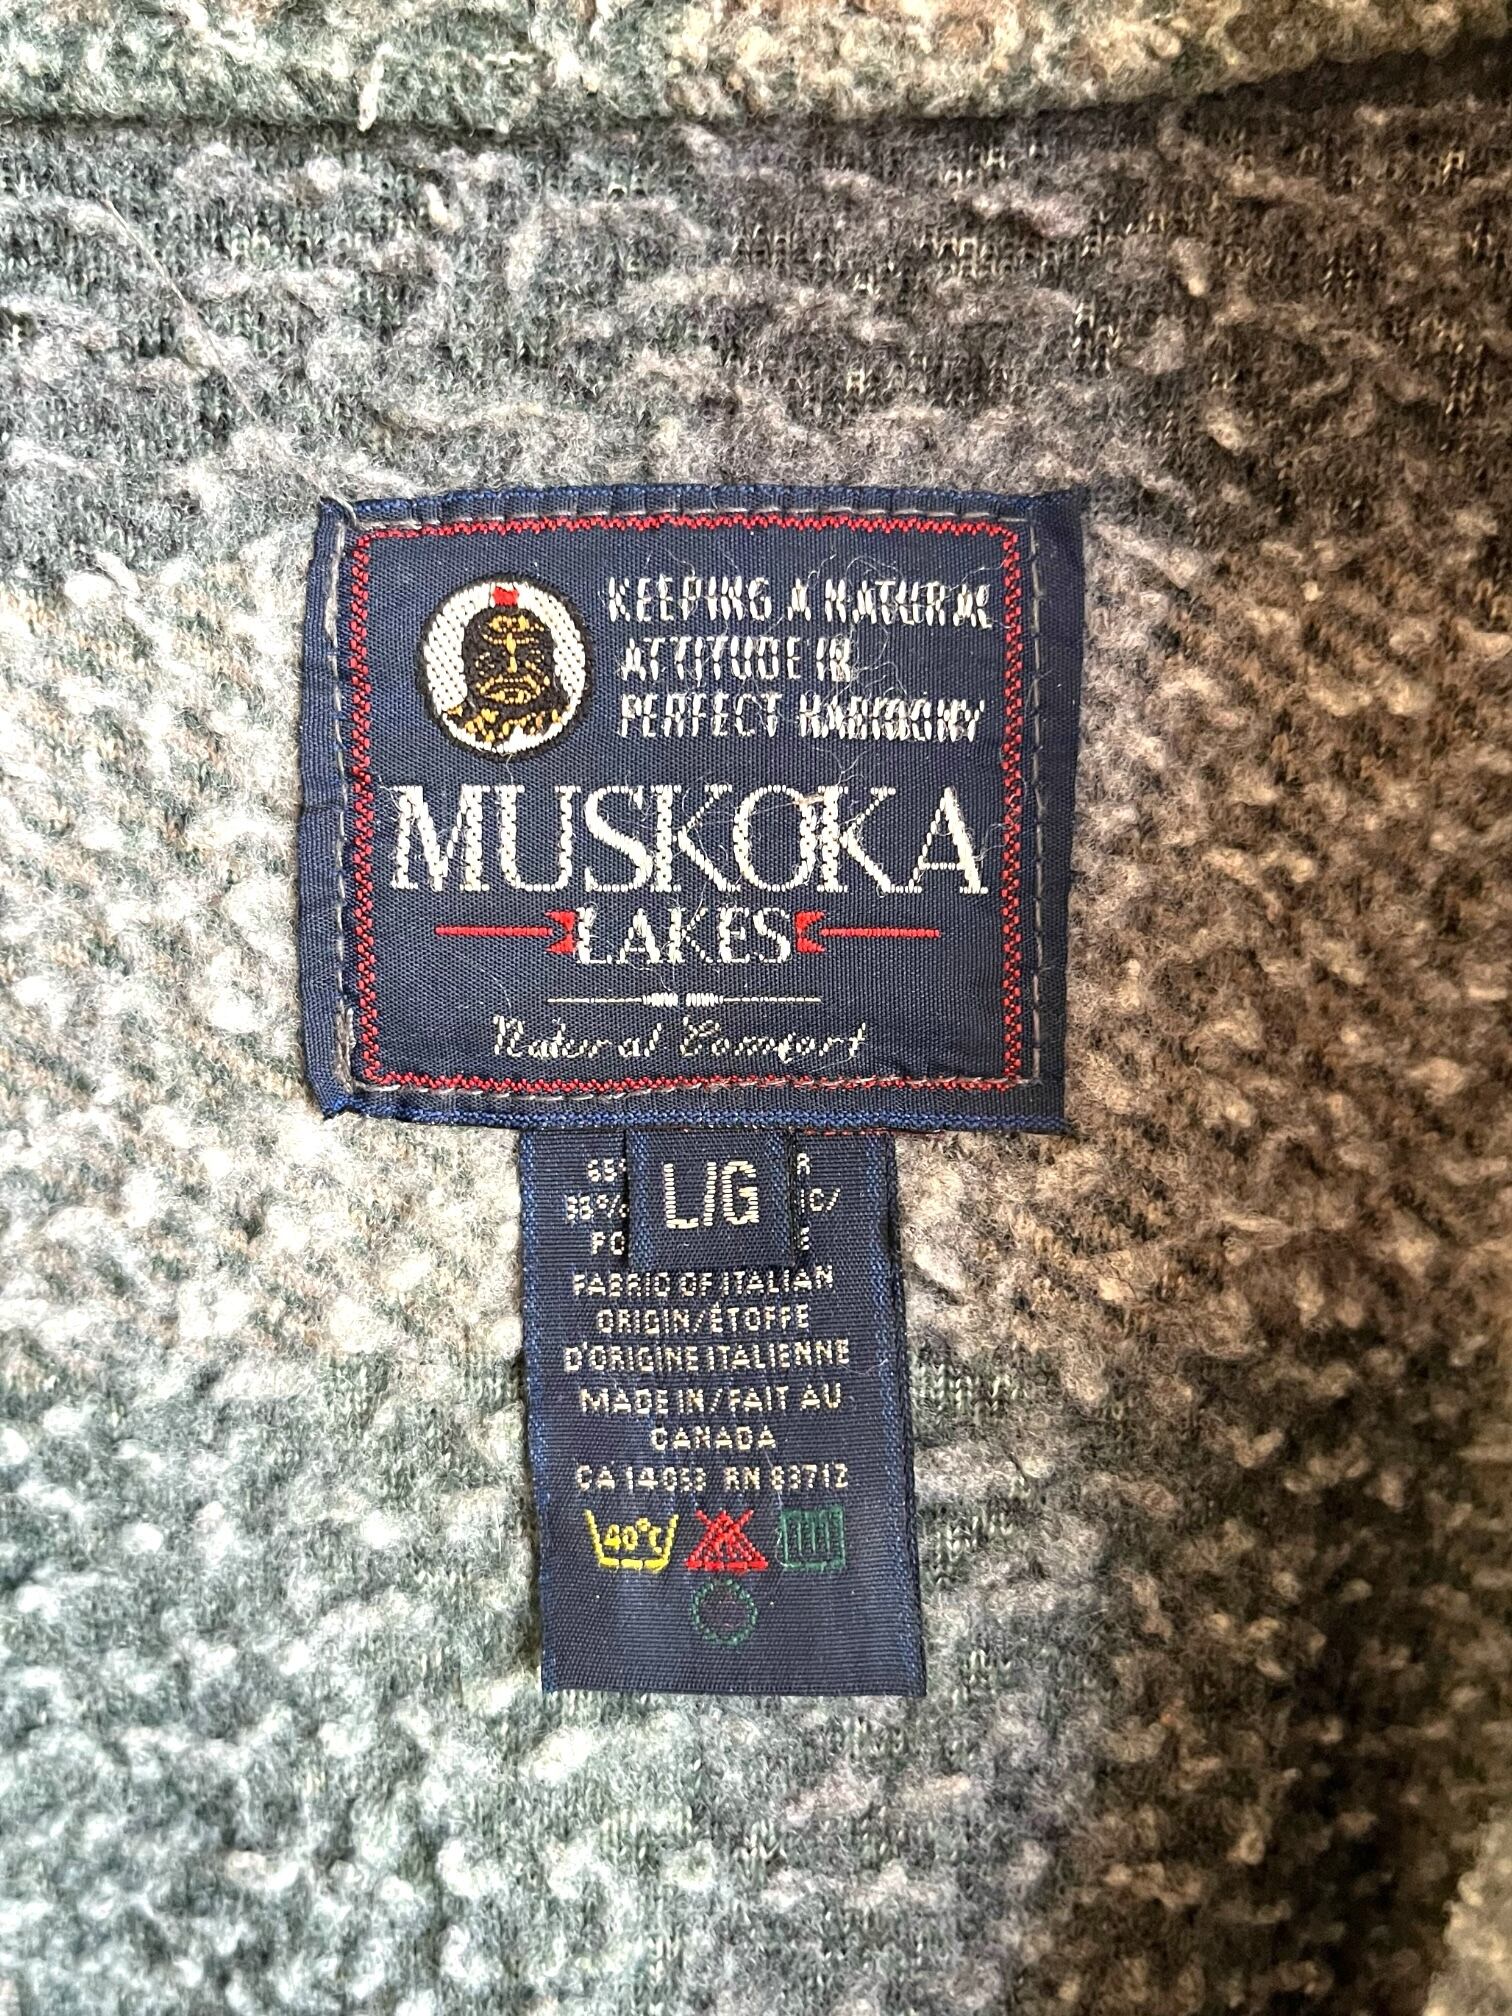 KEEPING A NATURAL
ATTITUDE IN
PERFECT HARMONY
MUSKOKA
LAKES
Natural Comfort
L/G
FABRIC OF ITALIAN
ORIGIN/ÉTOFFE
D'ORIGINE ITALIENNE
MADE IN/FAIT AU
CANADA
CA 14053 RN 83712
40°C